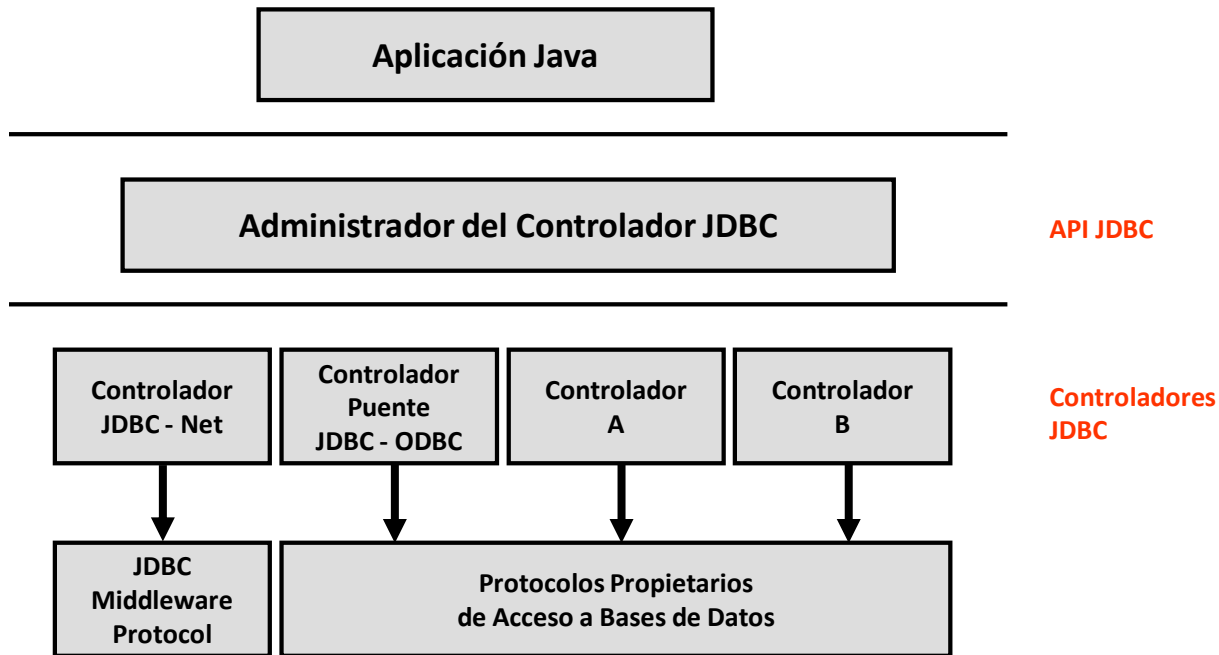 Aplicación Java
Administrador del Controlador JDBC
API JDBC
Controlador
JDBC - Net
Controlador
Puente
JDBC - ODBC
Controlador
A
Controlador
B
Controladores
JDBC
JDBC
Middleware
Protocol
Protocolos Propietarios
de Acceso a Bases de Datos